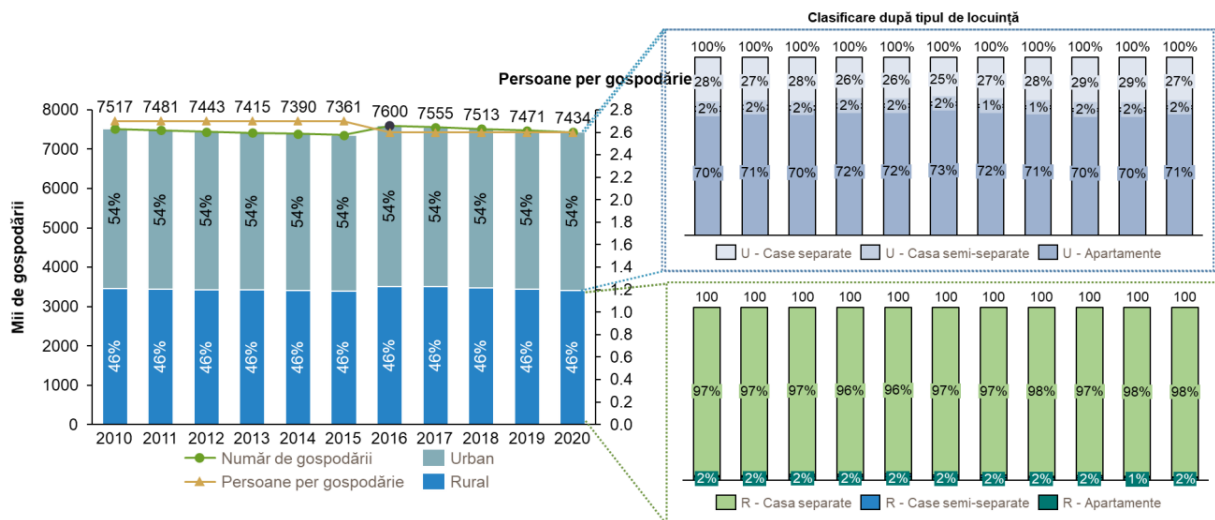 Clasificare după tipul de locuință
Persoane per gospodărie
Mii de gospodării
7517 7481 7443 7415 7390 7361 7600 7555 7513 7471 7434
8000
7000
6000
5000
4000
3000
2000
1000
0
54% 54% 54% 54% 54% 54% 54% 54% 54% 54% 54%
46% 46% 46% 46% 46% 46% 46% 46% 46% 46% 46%
2.8
2.6
2.4
2.2
2.0
1.8
1.6
1.4
1.2
1.0
0.8
0.6
0.4
0.2
0.0
2010 2011 2012 2013 2014 2015 2016 2017 2018 2019 2020
Număr de gospodării Urban
Persoane per gospodărie Rural
100% 100% 100% 100% 100% 100% 100% 100% 100% 100% 100%
28% 27% 28% 26% 26% 25% 27% 28% 29% 29% 27%
2% 2% 2% 2% 2% 2% 1% 1% 2% 2% 2%
70% 71% 70% 72% 72% 73% 72% 71% 70% 70% 71%
U - Case separate U - Casa semi-separate U - Apartamente
100 100 100 100 100 100 100 100 100 100 100
97% 97% 97% 96% 96% 97% 97% 98% 97% 98% 98%
2% 2% 2% 2% 2% 2% 2% 2% 2% 1% 2%
R - Casa separate R - Case semi-separate R - Apartamente